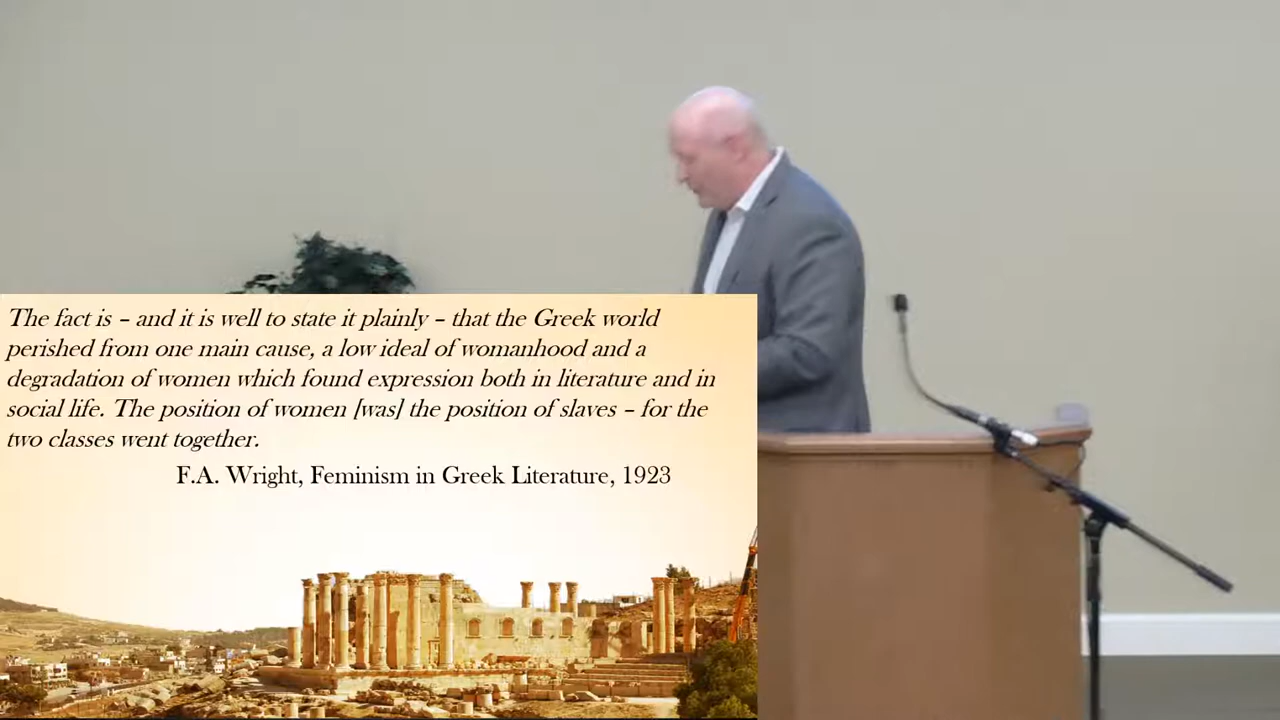 The fact is – and it is well to state it plainly – that the Greek world
perished from one main cause, a low ideal of womanhood and a
degradation of women which found expression both in literature and in
social life. The position of women [was] the position of slaves – for the
two classes went together.
F.A. Wright, Feminism in Greek Literature, 1923